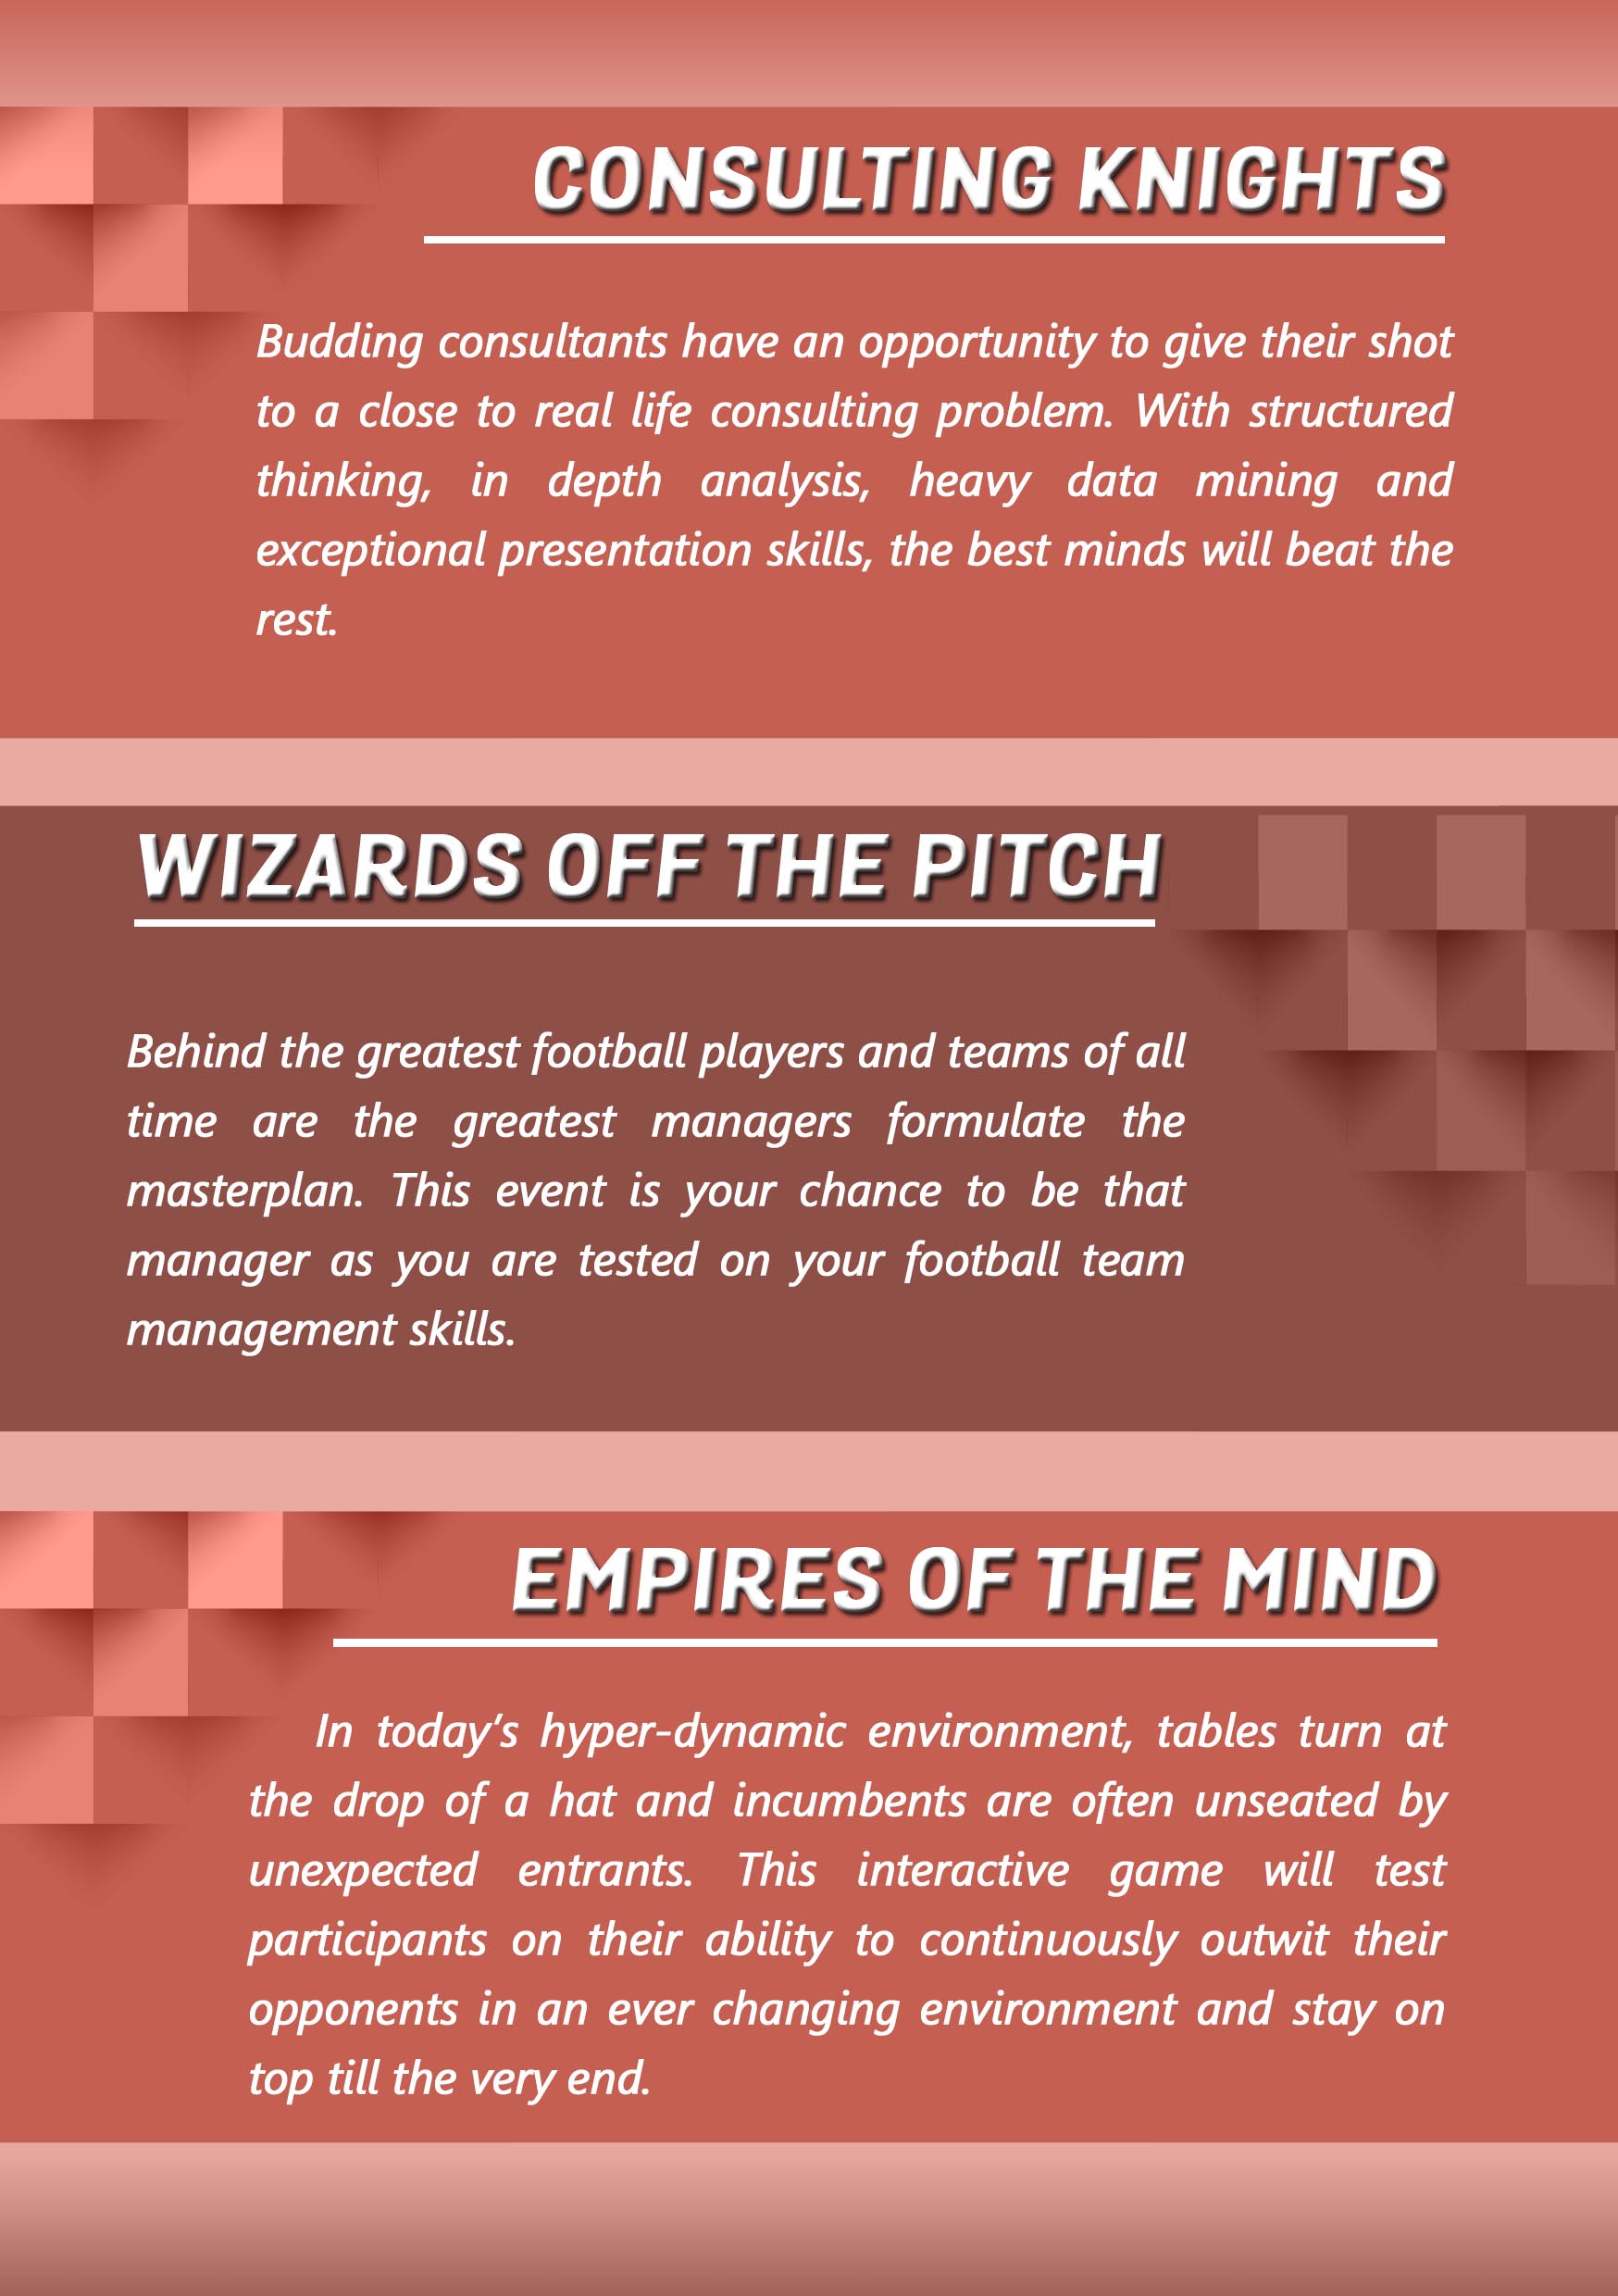 CONSULTING KNIGHTS
Budding consultants have an opportunity to give their shot
to a close to real life consulting problem. With structured
thinking, in depth analysis, heavy data mining and
exceptional presentation skills, the best minds will beat the
rest.
WIZARDS OFF THE PITCH
Behind the greatest football players and teams of all
time are the greatest managers formulate the
masterplan. This event is your chance to be that
manager as you are tested on your football team
management skills.
EMPIRES OF THE MIND
In today's hyper-dynamic environment, tables turn at
the drop of a hat and incumbents are often unseated by
unexpected entrants. This interactive game will test
participants on their ability to continuously outwit their
opponents in an ever changing environment and stay on
top till the very end.